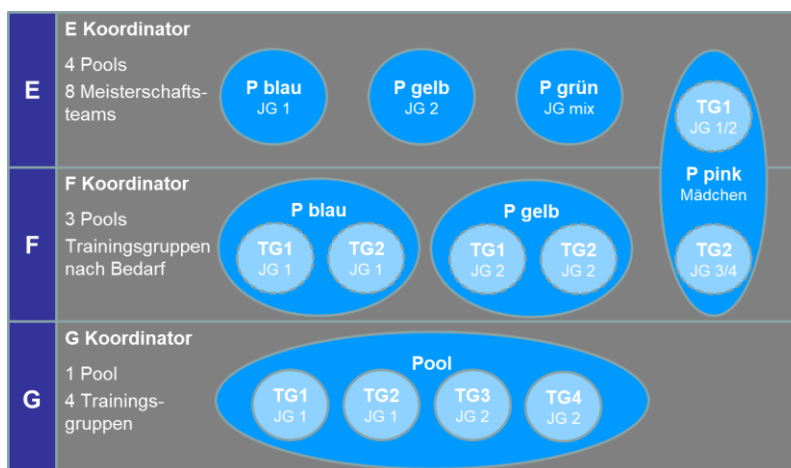 E
E Koordinator
4 Pools
8 Meisterschafts-
teams
P blau
JG 1
P gelb
JG 2
P grün
JG mix
TG1
JG 1/2
P pink
Mädchen
TG2
JG 3/4
F
F Koordinator
3 Pools
Trainingsgruppen
nach Bedarf
P blau
TG1
JG 1
TG2
JG 1
P gelb
TG1
JG 2
TG2
JG 2
G
G Koordinator
1 Pool
4 Trainings-
gruppen
Pool
TG1
JG 1
TG2
JG 1
TG3
JG 2
TG4
JG 2